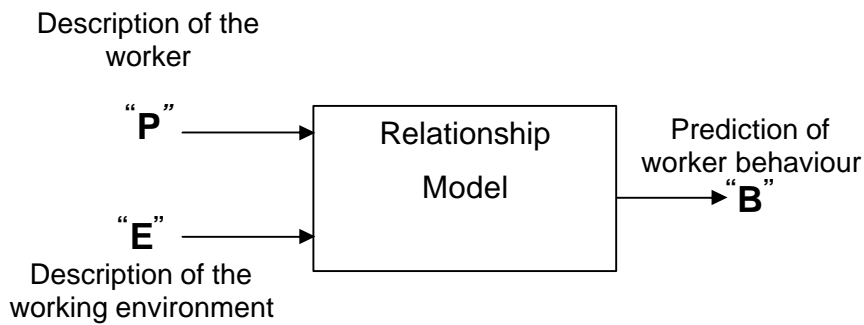 Description of the
worker
“P”
Relationship
Model
Prediction of
worker behaviour
“B”
“E”
Description of the
working environment